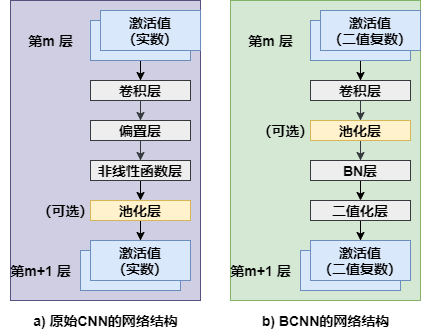 第m 层
激活值
（实数）
卷积层
偏置层
非线性函数层
（可选）
池化层
第m+1 层
激活值
（实数）
a) 原始CNN的网络结构
第m 层
激活值
（二值复数）
卷积层
（可选）
池化层
BN层
二值化层
第m+1 层
激活值
（二值复数）
b) BCNN的网络结构